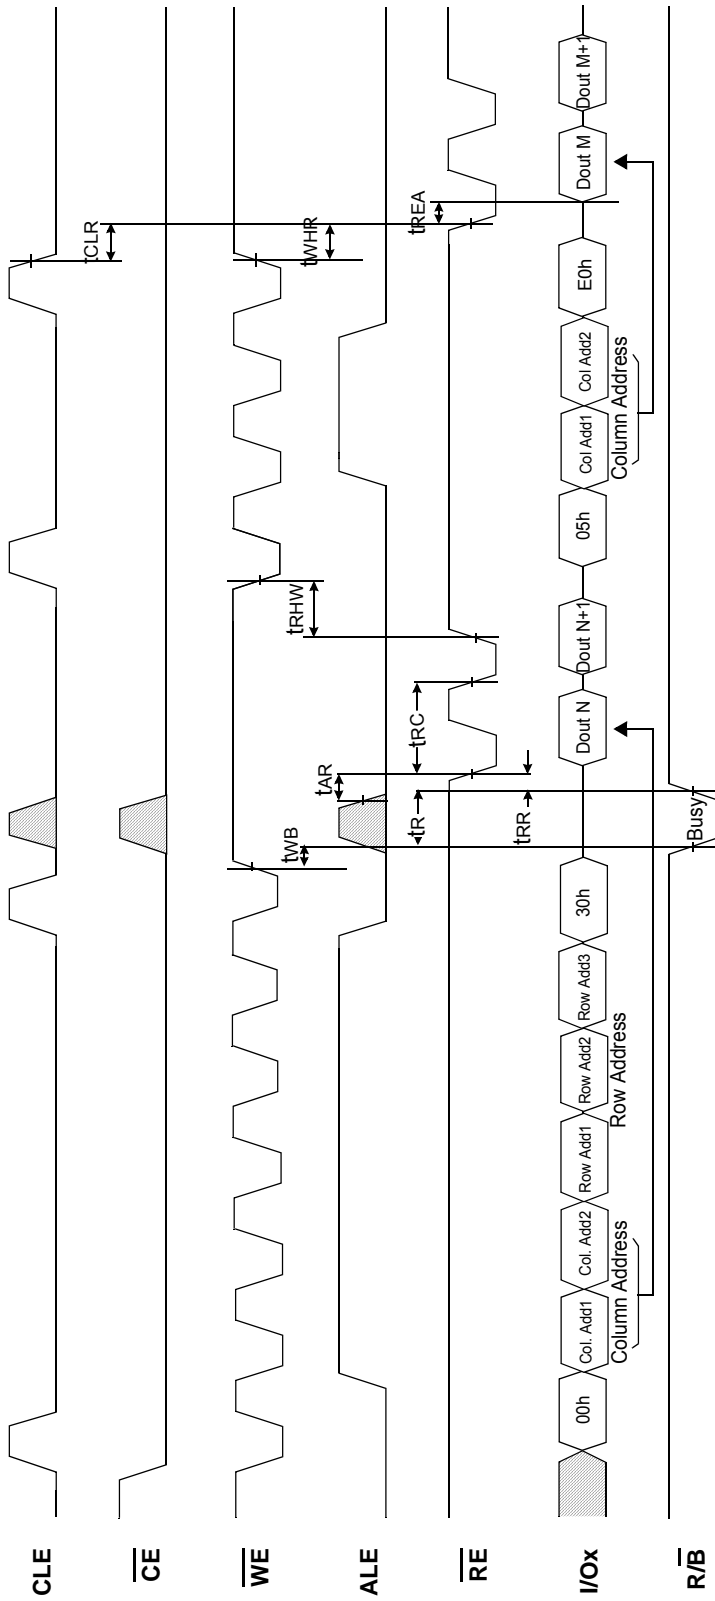 CLE
tCLR
CE
WE
tWB
tRHW
tWHR
ALE
tAR
RE
tR
tRC
tREA
tRR
I/Ox
00h
Col. Add1
Col. Add2
Row Add1
Row Add2
Row Add3
30h
Dout N
Dout N+1
05h
Col Add1
Col Add2
E0h
Dout M
Dout M+1
Column Address
Row Address
Column Address
R/B
Busy